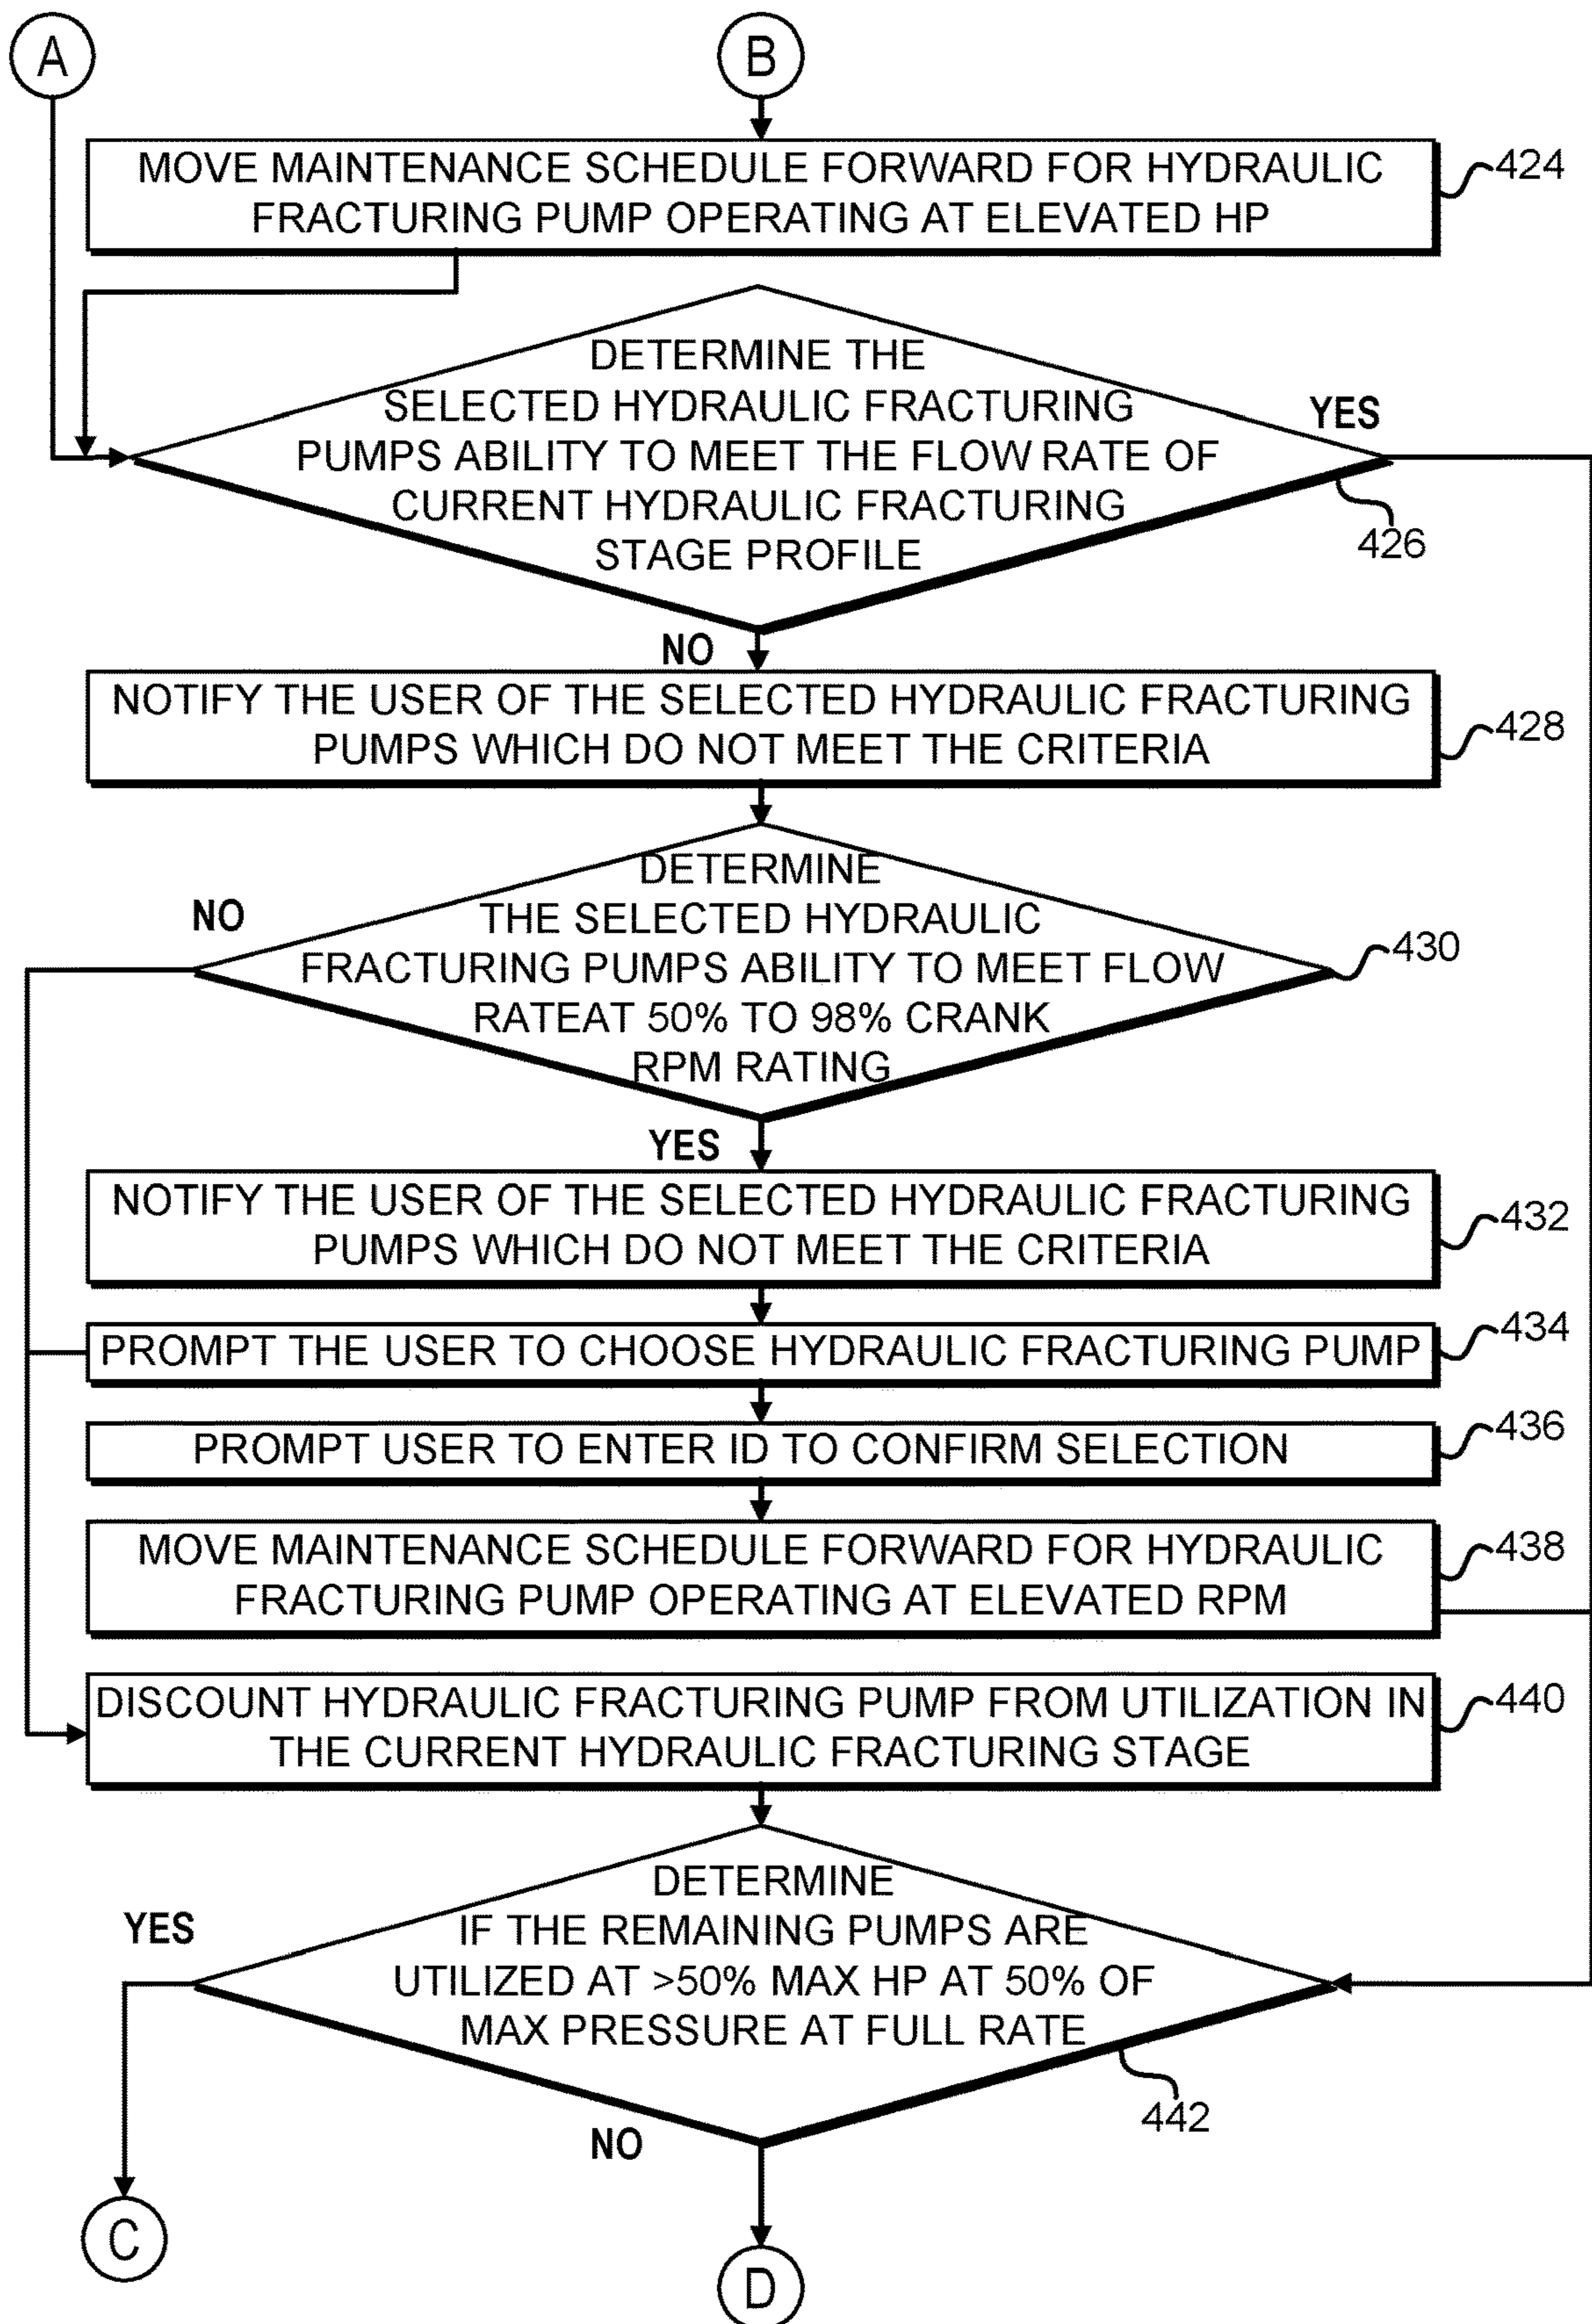 A
B
MOVE MAINTENANCE SCHEDULE FORWARD FOR HYDRAULIC
FRACTURING PUMP OPERATING AT ELEVATED HP
424
DETERMINE THE
SELECTED HYDRAULIC FRACTURING
PUMPS ABILITY TO MEET THE FLOW RATE OF
CURRENT HYDRAULIC FRACTURING
STAGE PROFILE
YES
426
NO
NOTIFY THE USER OF THE SELECTED HYDRAULIC FRACTURING
PUMPS WHICH DO NOT MEET THE CRITERIA
428
DETERMINE
THE SELECTED HYDRAULIC
FRACTURING PUMPS ABILITY TO MEET FLOW
RATEAT 50% TO 98% CRANK
RPM RATING
NO
430
YES
NOTIFY THE USER OF THE SELECTED HYDRAULIC FRACTURING
PUMPS WHICH DO NOT MEET THE CRITERIA
432
PROMPT THE USER TO CHOOSE HYDRAULIC FRACTURING PUMP
434
PROMPT USER TO ENTER ID TO CONFIRM SELECTION
436
MOVE MAINTENANCE SCHEDULE FORWARD FOR HYDRAULIC
FRACTURING PUMP OPERATING AT ELEVATED RPM
438
DISCOUNT HYDRAULIC FRACTURING PUMP FROM UTILIZATION IN
THE CURRENT HYDRAULIC FRACTURING STAGE
440
DETERMINE
IF THE REMAINING PUMPS ARE
UTILIZED AT >50% MAX HP AT 50% OF
MAX PRESSURE AT FULL RATE
YES
442
NO
C
D